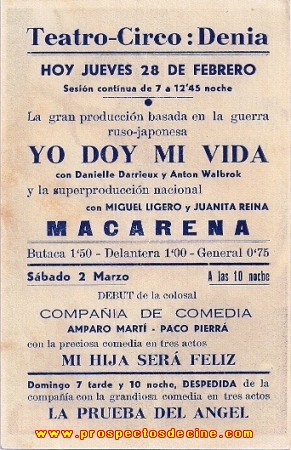 Teatro-Circo : Denia
HOY JUEVES 28 DE FEBRERO
Sesión contínua de 7 a 12'45 noche
La gran producción basada en la guerra
ruso-japonesa
YO DOY MI VIDA
con Danielle Darrieux y Anton Walbrok
y la superproducción nacional
con MIGUEL LIGERO y JUANITA REINA
MACARENA
Butaca 1'50 - Delantera 1'00 - General 0'75
Sábado 2 Marzo A las 10 noche
DEBUT de la colosal
COMPAÑIA DE COMEDIA
AMPARO MARTÍ - PACO PIERRÁ
con la preciosa comedia en tres actos
MI HIJA SERÁ FELIZ
Domingo 7 tarde y 10 noche, DESPEDIDA de la
compañía con la grandiosa comedia en tres actos
LA PRUEBA DEL ANGEL
www.prospectosdecine.com